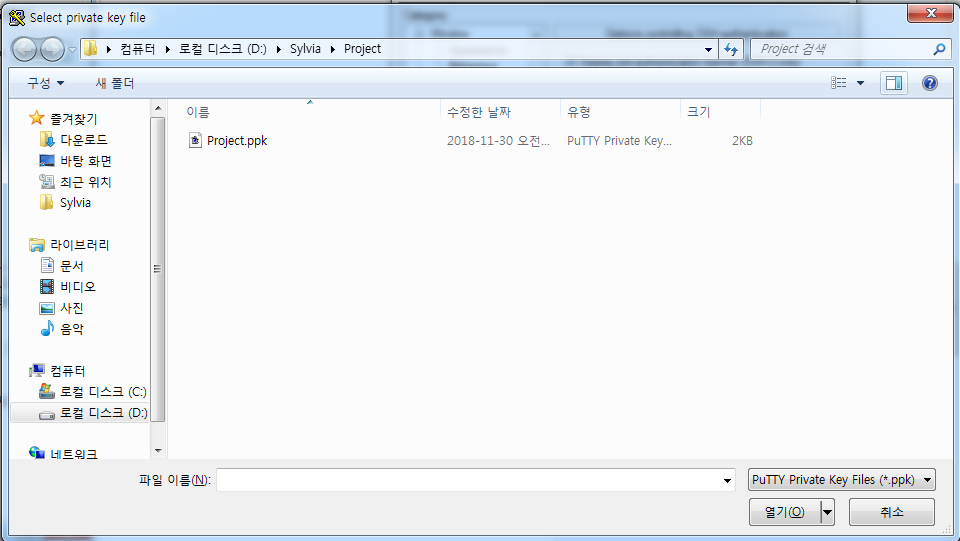 Select private key file
컴퓨터 로컬 디스크 (D:) Sylvia Project
Project 검색
구성 새 폴더
이름 수정한 날짜 유형 크기
Project.ppk 2018-11-30 오전... PuTTY Private Key... 2KB
즐겨찾기
다운로드
바탕 화면
최근 위치
Sylvia
라이브러리
문서
비디오
사진
음악
컴퓨터
로컬 디스크 (C:)
로컬 디스크 (D:)
네트워크
파일 이름(N):
PuTTY Private Key Files (*.ppk)
열기(O) 취소